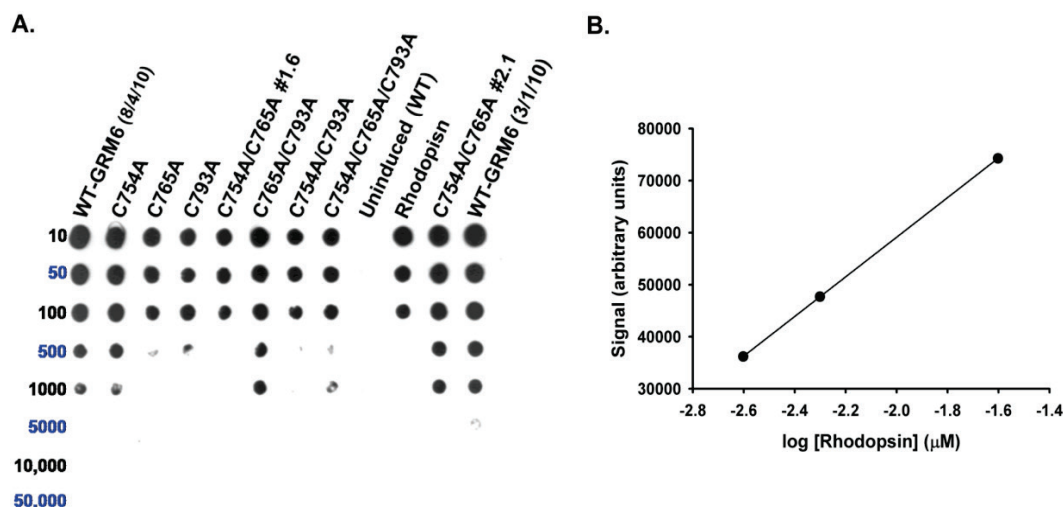 A.
WT-GRM6 (8/4/10)
C754A
C765A
C793A
C754A/C765A #1.6
C765A/C793A
C754A/C793A
C754A/C765A/C793A
Uninduced (WT)
Rhodopisn
C754A/C765A #2.1
WT-GRM6 (3/1/10)
10
50
100
500
1000
5000
10,000
50,000
B.
Signal (arbitrary units)
80000
70000
60000
50000
40000
30000
-2.8 -2.6 -2.4 -2.2 -2.0 -1.8 -1.6 -1.4
log [Rhodopsin] (μM)